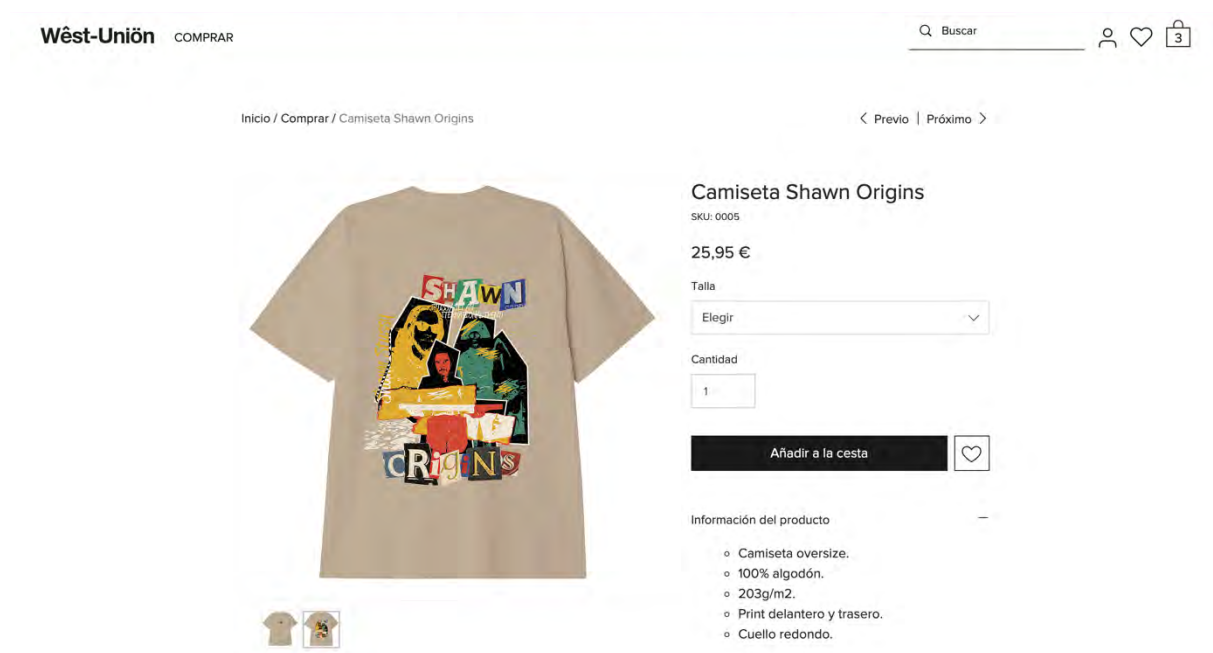 Wêst-Uniön COMPRAR
Buscar
3
Inicio / Comprar / Camiseta Shawn Origins
Previo | Próximo
SHAWN
ORIGINS
Camiseta Shawn Origins
SKU: 0005
25,95 €
Talla
Elegir
Cantidad
1
Añadir a la cesta
Información del producto
Camiseta oversize.
100% algodón.
203g/m2.
Print delantero y trasero.
Cuello redondo.